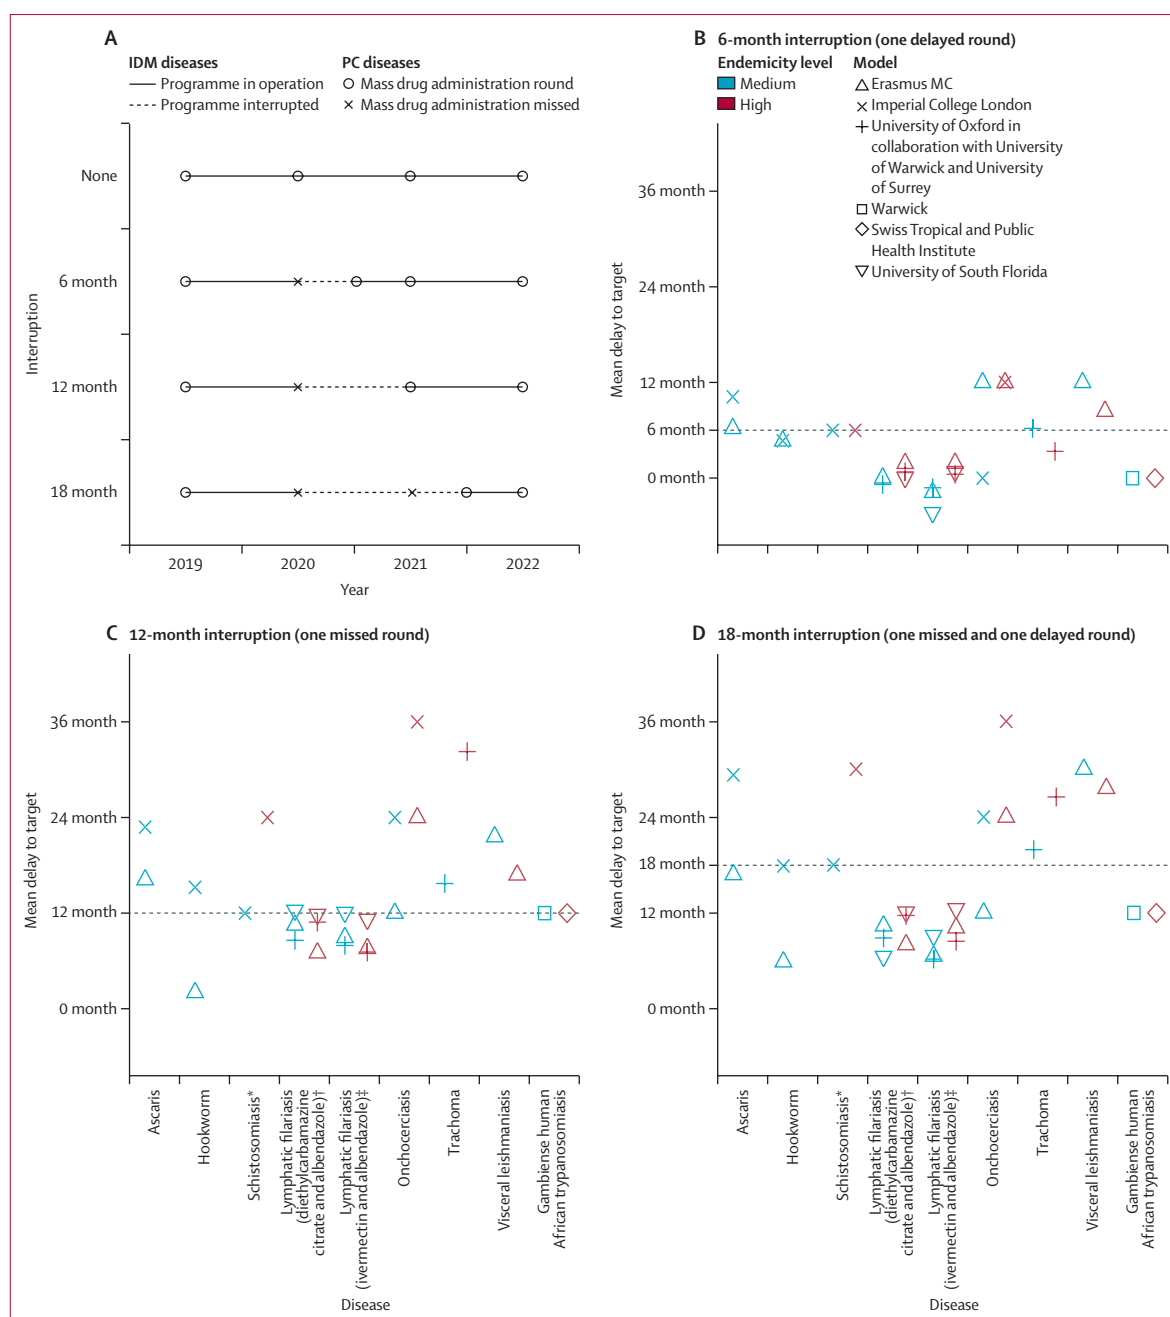 A
IDM diseases
Programme in operation
Programme interrupted
PC diseases
Mass drug administration round
Mass drug administration missed
Interruption
None
6 month
12 month
18 month
2019 2020 2021 2022
Year
B 6-month interruption (one delayed round)
Endemicity level
Medium
High
Model
Erasmus MC
Imperial College London
University of Oxford in
collaboration with University
of Warwick and University
of Surrey
Warwick
Swiss Tropical and Public
Health Institute
University of South Florida
Mean delay to target
36 month
24 month
12 month
6 month
0 month
C 12-month interruption (one missed round)
Mean delay to target
36 month
24 month
12 month
0 month
Ascaris
Hookworm
Schistosomiasis*
Lymphatic filariasis
(diethylcarbamazine
citrate and albendazole)†
Lymphatic filariasis
(ivermectin and albendazole)‡
Onchocerciasis
Trachoma
Visceral leishmaniasis
Gambiense human
African trypanosomiasis
Disease
D 18-month interruption (one missed and one delayed round)
Mean delay to target
36 month
24 month
18 month
12 month
0 month
Ascaris
Hookworm
Schistosomiasis*
Lymphatic filariasis
(diethylcarbamazine
citrate and albendazole)†
Lymphatic filariasis
(ivermectin and albendazole)‡
Onchocerciasis
Trachoma
Visceral leishmaniasis
Gambiense human
African trypanosomiasis
Disease